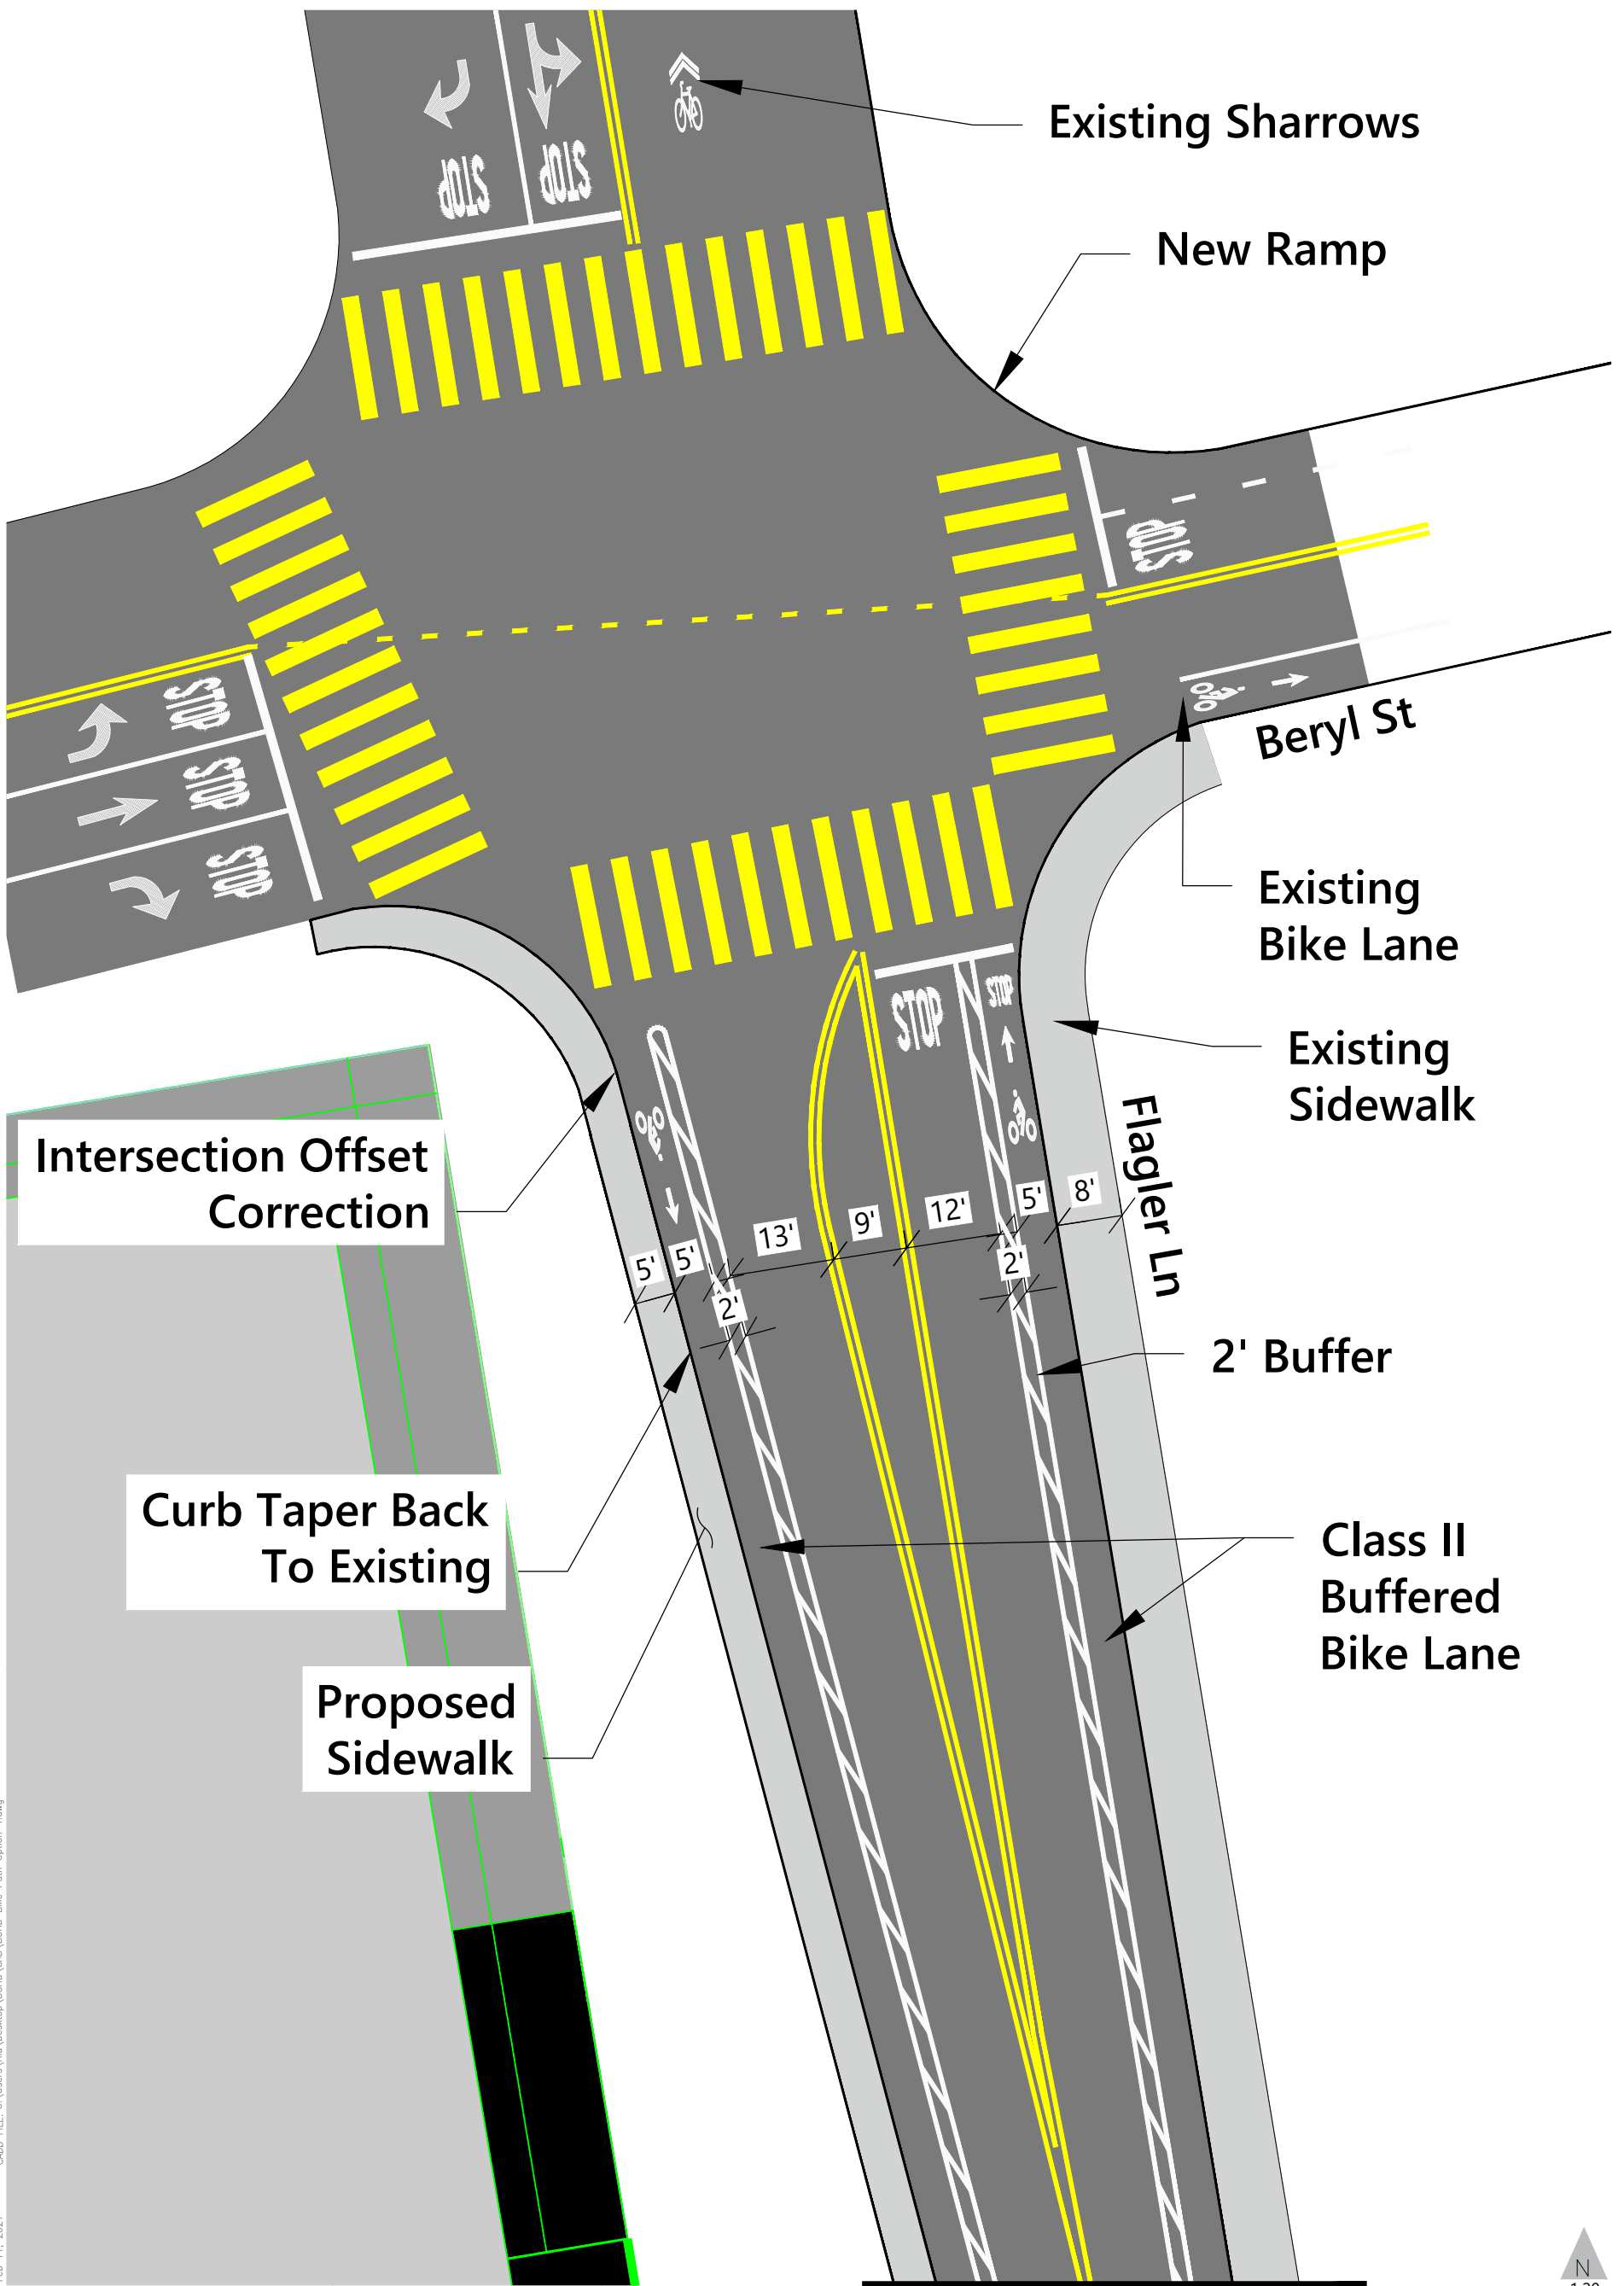 STOP
STOP
Existing Sharrows
New Ramp
STOP
STOP
STOP
STOP
Beryl St
Existing
Bike Lane
STOP
STOP
Existing
Sidewalk
Flagler Ln
Intersection Offset
Correction
5'
5'
2'
13'
9'
12'
5'
2'
8'
2' Buffer
Curb Taper Back
To Existing
Class II
Buffered
Bike Lane
Proposed
Sidewalk
N